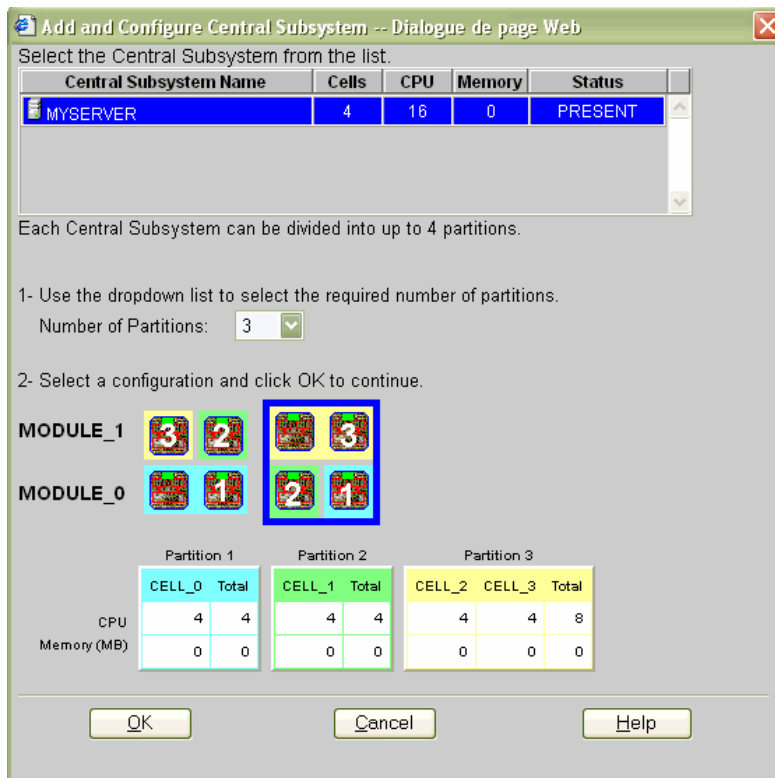 Add and Configure Central Subsystem -- Dialogue de page Web
Select the Central Subsystem from the list.
Central Subsystem Name Cells CPU Memory Status
MYSERVER 4 16 0 PRESENT
Each Central Subsystem can be divided into up to 4 partitions.
1- Use the dropdown list to select the required number of partitions.
Number of Partitions: 3
2- Select a configuration and click OK to continue.
MODULE_1 3 2 3
MODULE_0 1 2 1
Partition 1 Partition 2 Partition 3
CELL_0 Total CELL_1 Total CELL_2 CELL_3 Total
CPU 4 4 4 4 4 4 8
Memory (MB) 0 0 0 0 0 0 0
OK Cancel Help